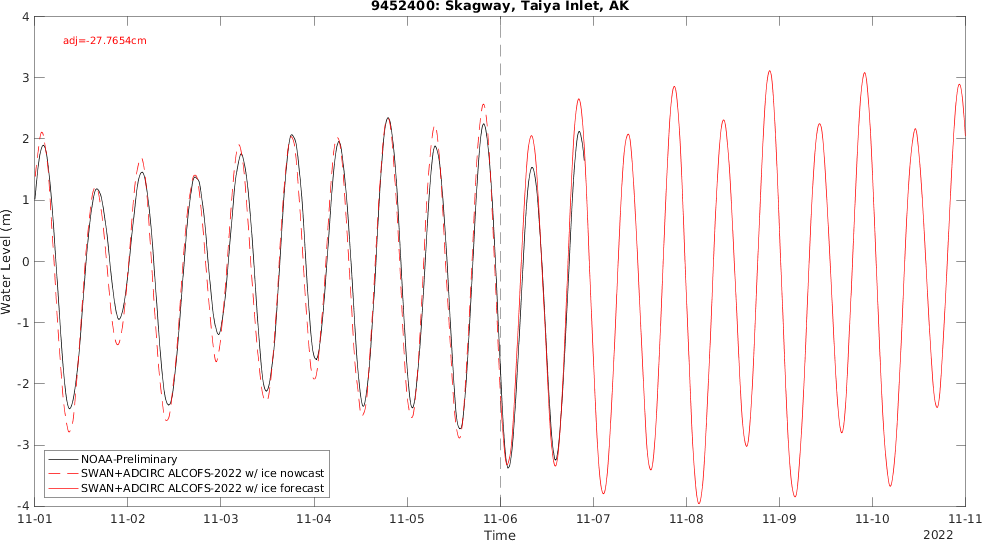 9452400: Skagway, Taiya Inlet, AK
adj=-27.7654cm
4
3
2
1
0
-1
-2
-3
-4
Water Level (m)
NOAA-Preliminary
SWAN+ADCIRC ALCOFS-2022 w/ ice nowcast
SWAN+ADCIRC ALCOFS-2022 w/ ice forecast
11-01 11-02 11-03 11-04 11-05 11-06 11-07 11-08 11-09 11-10 11-11
Time
2022